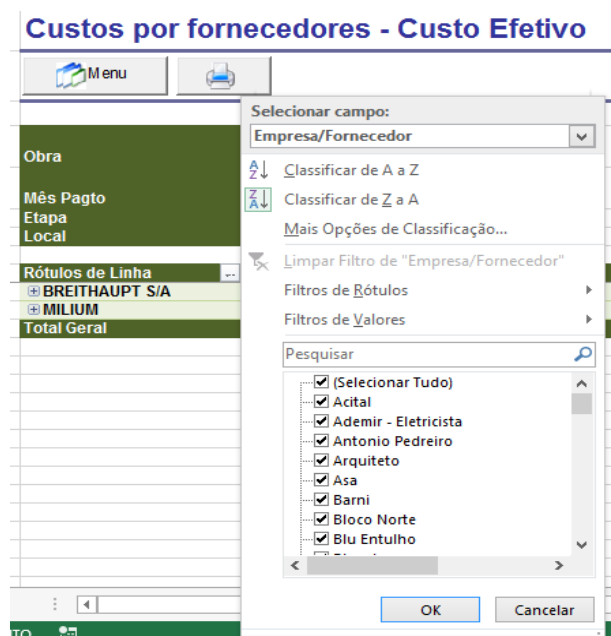 Custos por fornecedores - Custo Efetivo
Menu
Selecionar campo:
Empresa/Fornecedor
Obra
Classificar de A a Z
Mês Pagto
Classificar de Z a A
Etapa
Mais Opções de Classificação...
Local
Limpar Filtro de "Empresa/Fornecedor"
Rótulos de Linha
Filtros de Rótulos
BREITHAUPT S/A
MILIUM
Filtros de Valores
Total Geral
Pesquisar
(Selecionar Tudo)
Acital
Ademir - Eletricista
Antonio Pedreiro
Arquiteto
Asa
Barni
Bloco Norte
Blu Entulho
OK
Cancelar